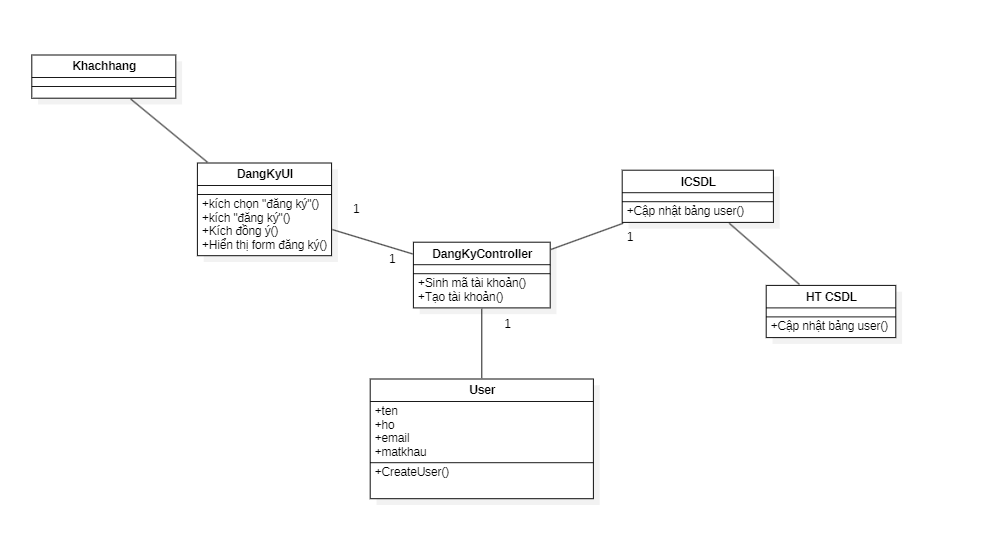 Khachhang
DangKyUI
+kích chọn "đăng ký"()
+kích "đăng ký"()
+Kích đồng ý()
+Hiển thị form đăng ký()
1
1
DangKyController
+Sinh mã tài khoản()
+Tạo tài khoản()
1
ICSDL
+Cập nhật bảng user()
1
HT CSDL
+Cập nhật bảng user()
User
+ten
+ho
+email
+matkhau
+CreateUser()